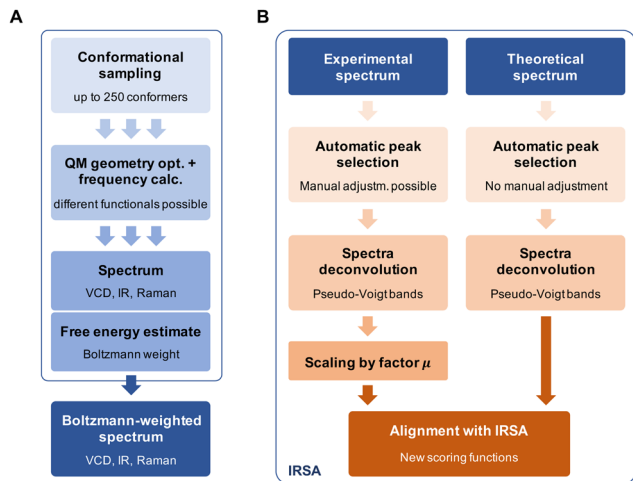 A
Conformational
sampling
up to 250 conformers
QM geometry opt. +
frequency calc.
different functionals possible
Spectrum
VCD, IR, Raman
Free energy estimate
Boltzmann weight
Boltzmann-weighted
spectrum
VCD, IR, Raman
B
Experimental
spectrum
Theoretical
spectrum
Automatic peak
selection
Manual adjustm. possible
Automatic peak
selection
No manual adjustment
Spectra
deconvolution
Pseudo-Voigt bands
Spectra
deconvolution
Pseudo-Voigt bands
Scaling by factor μ
Alignment with IRSA
New scoring functions
IRSA